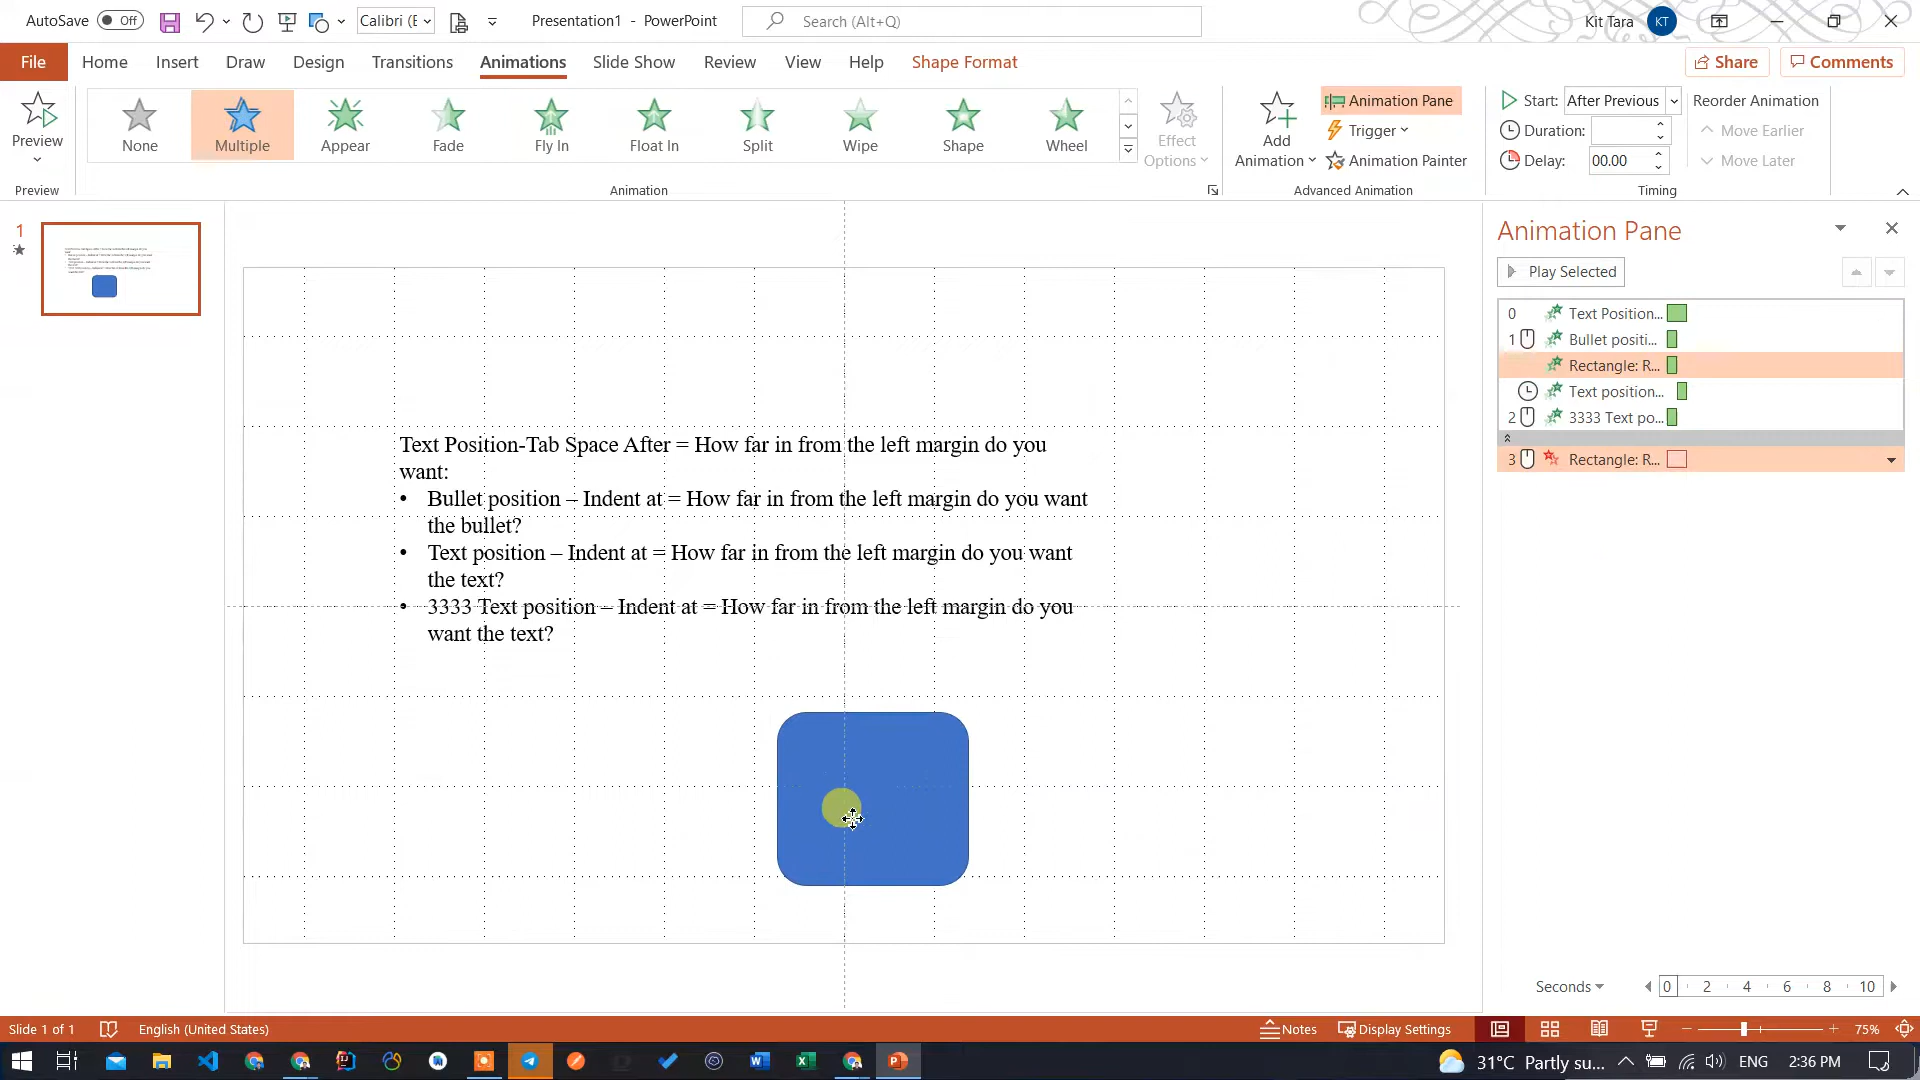 AutoSave Off Calibri (E Presentation1 - PowerPoint Search (Alt+Q) Kit Tara KT
File Home Insert Draw Design Transitions Animations Slide Show Review View Help Shape Format Share Comments
Preview
None
Multiple
Appear
Fade
Fly In
Float In
Split
Wipe
Shape
Wheel
Effect
Options
Add
Animation
Animation Pane
Trigger
Animation Painter
Start: After Previous
Duration:
Delay: 00.00
Reorder Animation
Move Earlier
Move Later
Preview Animation Advanced Animation Timing
1
Text Position-Tab Space After = How far in from the left margin do you
want:
• Bullet position – Indent at = How far in from the left margin do you want
the bullet?
• Text position – Indent at = How far in from the left margin do you want
the text?
• 3333 Text position – Indent at = How far in from the left margin do you
want the text?
Animation Pane
Play Selected
0 Text Position...
1 Bullet positi...
Rectangle: R...
Text position...
2 3333 Text po...
3 Rectangle: R...
Seconds 0 2 4 6 8 10
Slide 1 of 1 English (United States) Notes Display Settings 75%
31°C Partly su... ENG 2:36 PM